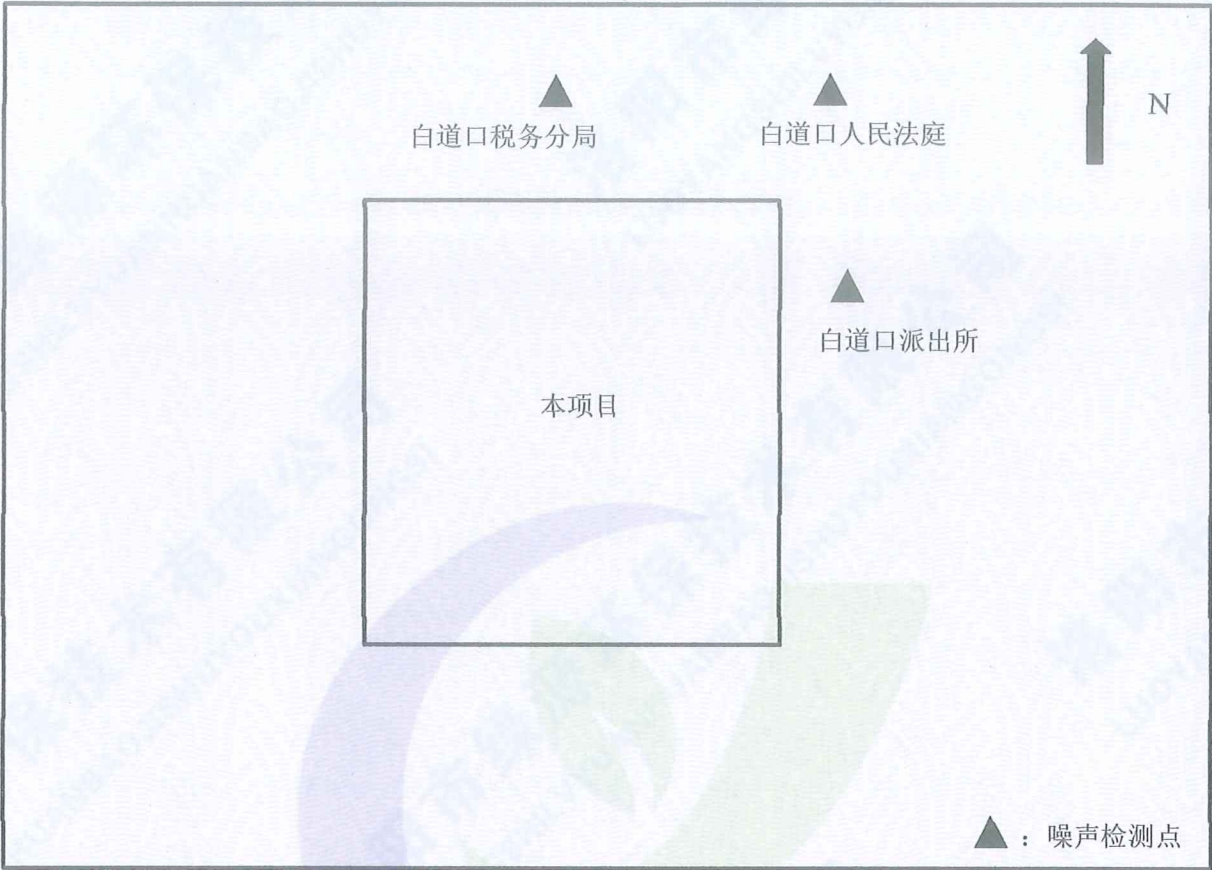 白道口税务分局
白道口人民法庭
N
白道口派出所
本项目
▲：噪声检测点